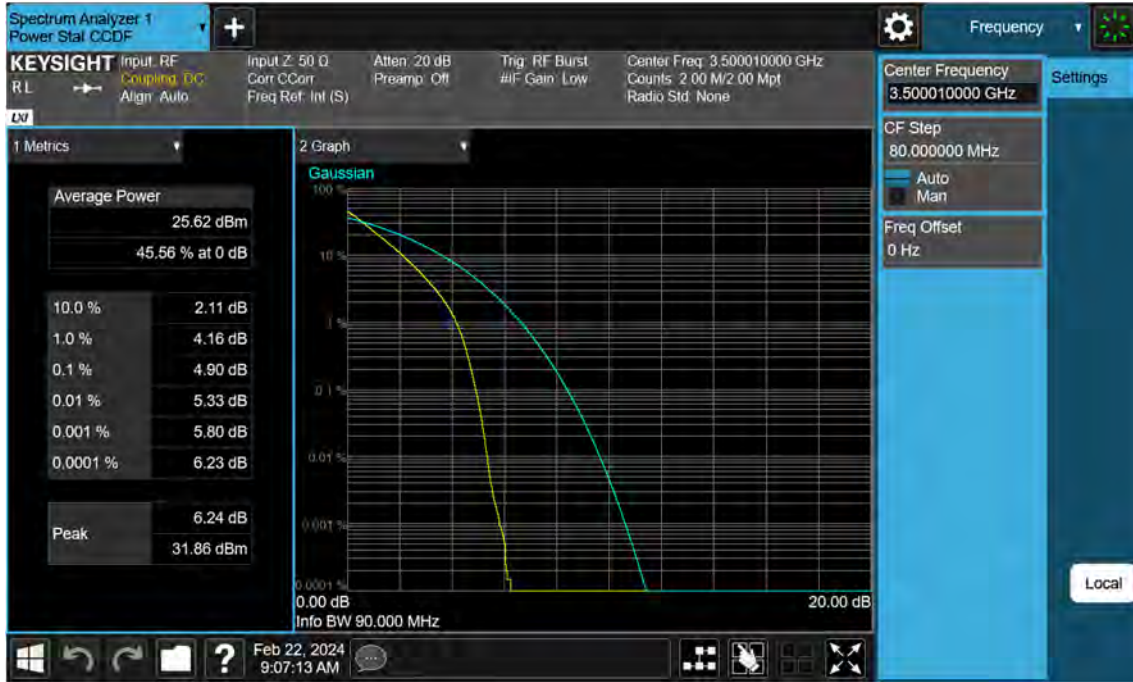 Spectrum Analyzer 1
Power Stat CCDF
Frequency
KEYSIGHT
RL
LXI
Input: RF
Coupling: DC
Align: Auto
Input Z: 50 Ω
Corr CCorr
Freq Ref: Int (S)
Atten: 20 dB
Preamp: Off
Trig: RF Burst
#IF Gain: Low
Center Freq: 3.500010000 GHz
Counts: 2.00 M/2.00 Mpt
Radio Std: None
Center Frequency
3.500010000 GHz
Settings
CF Step
80.000000 MHz
Auto
Man
Freq Offset
0 Hz
1 Metrics
Average Power
25.62 dBm
45.56 % at 0 dB
10.0 % 2.11 dB
1.0 % 4.16 dB
0.1 % 4.90 dB
0.01 % 5.33 dB
0.001 % 5.80 dB
0.0001 % 6.23 dB
Peak
6.24 dB
31.86 dBm
2 Graph
Gaussian
100 %
10 %
1 %
0.1 %
0.01 %
0.001 %
0.0001 %
0.00 dB
20.00 dB
Info BW 90.000 MHz
Local
?
Feb 22, 2024
9:07:13 AM